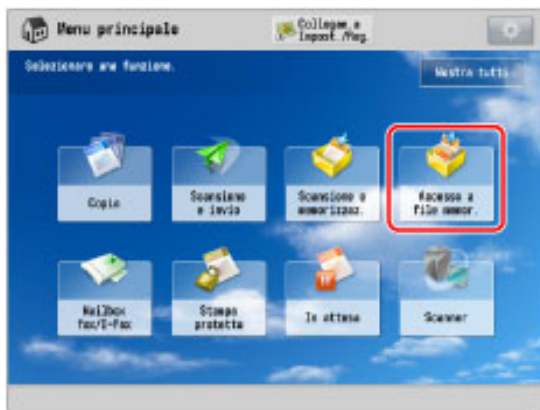 Menu principale
Collegam. a
Impost./Reg.
Selezionare una funzione.
Mostra tutti
Copia
Scansione
e invio
Scansione e
memorizzaz.
Accesso a
file memor.
Mailbox
fax/I-Fax
Stampa
protetta
In attesa
Scanner